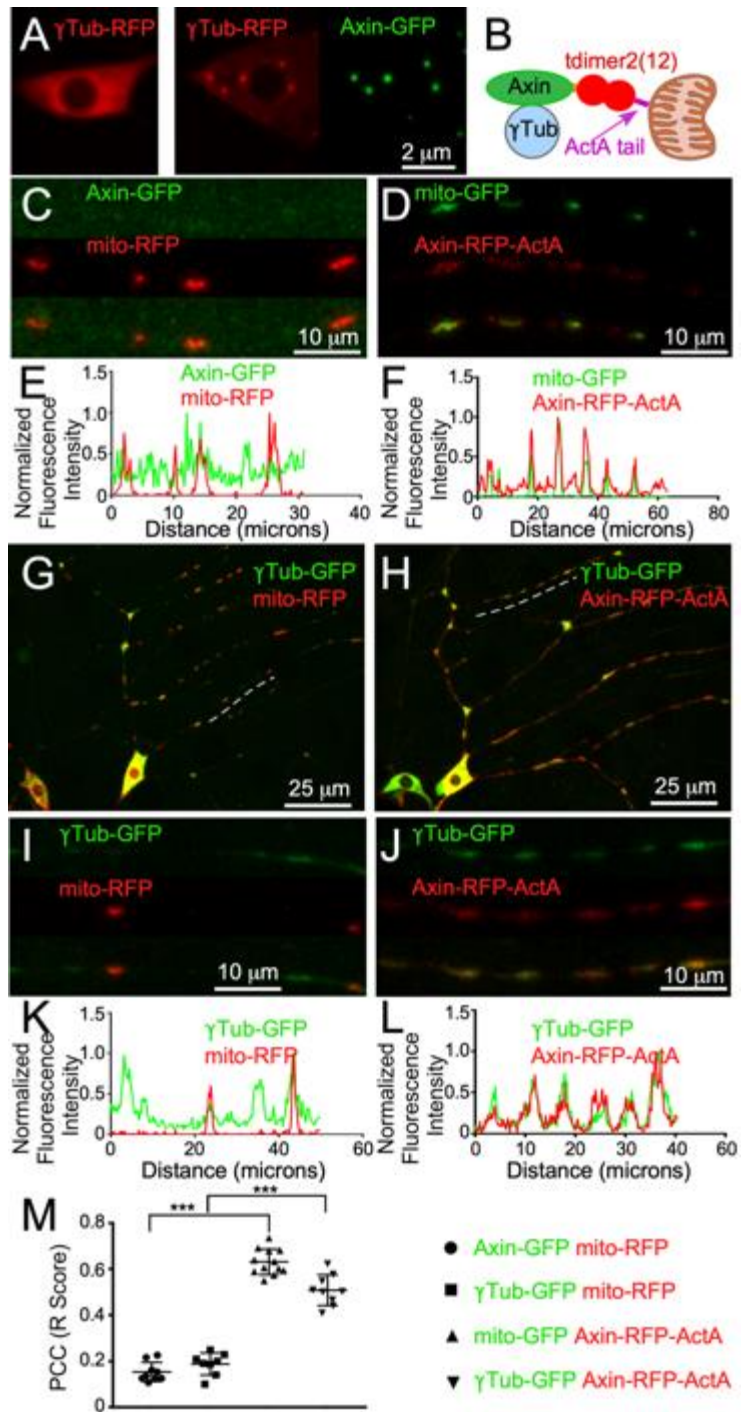 A
γTub-RFP
γTub-RFP
Axin-GFP
2 μm
B
tdimer2(12)
Axin
γTub
ActA tail
C
Axin-GFP
mito-RFP
10 μm
D
mito-GFP
Axin-RFP-ActA
10 μm
E
Axin-GFP
mito-RFP
Normalized
Fluorescence
Intensity
1.5
1.0
0.5
0
0 10 20 30 40
Distance (microns)
F
mito-GFP
Axin-RFP-ActA
Normalized
Fluorescence
Intensity
1.5
1.0
0.5
0
0 20 40 60 80
Distance (microns)
G
γTub-GFP
mito-RFP
25 μm
H
γTub-GFP
Axin-RFP-ActA
25 μm
I
γTub-GFP
mito-RFP
10 μm
J
γTub-GFP
Axin-RFP-ActA
10 μm
K
γTub-GFP
mito-RFP
Normalized
Fluorescence
Intensity
1.5
1.0
0.5
0
0 20 40 60
Distance (microns)
L
γTub-GFP
Axin-RFP-ActA
Normalized
Fluorescence
Intensity
1.5
1.0
0.5
0
0 10 20 30 40 50
Distance (microns)
M
*** ***
PCC (R Score)
0.8
0.6
0.4
0.2
0
Axin-GFP mito-RFP
γTub-GFP mito-RFP
mito-GFP Axin-RFP-ActA
γTub-GFP Axin-RFP-ActA